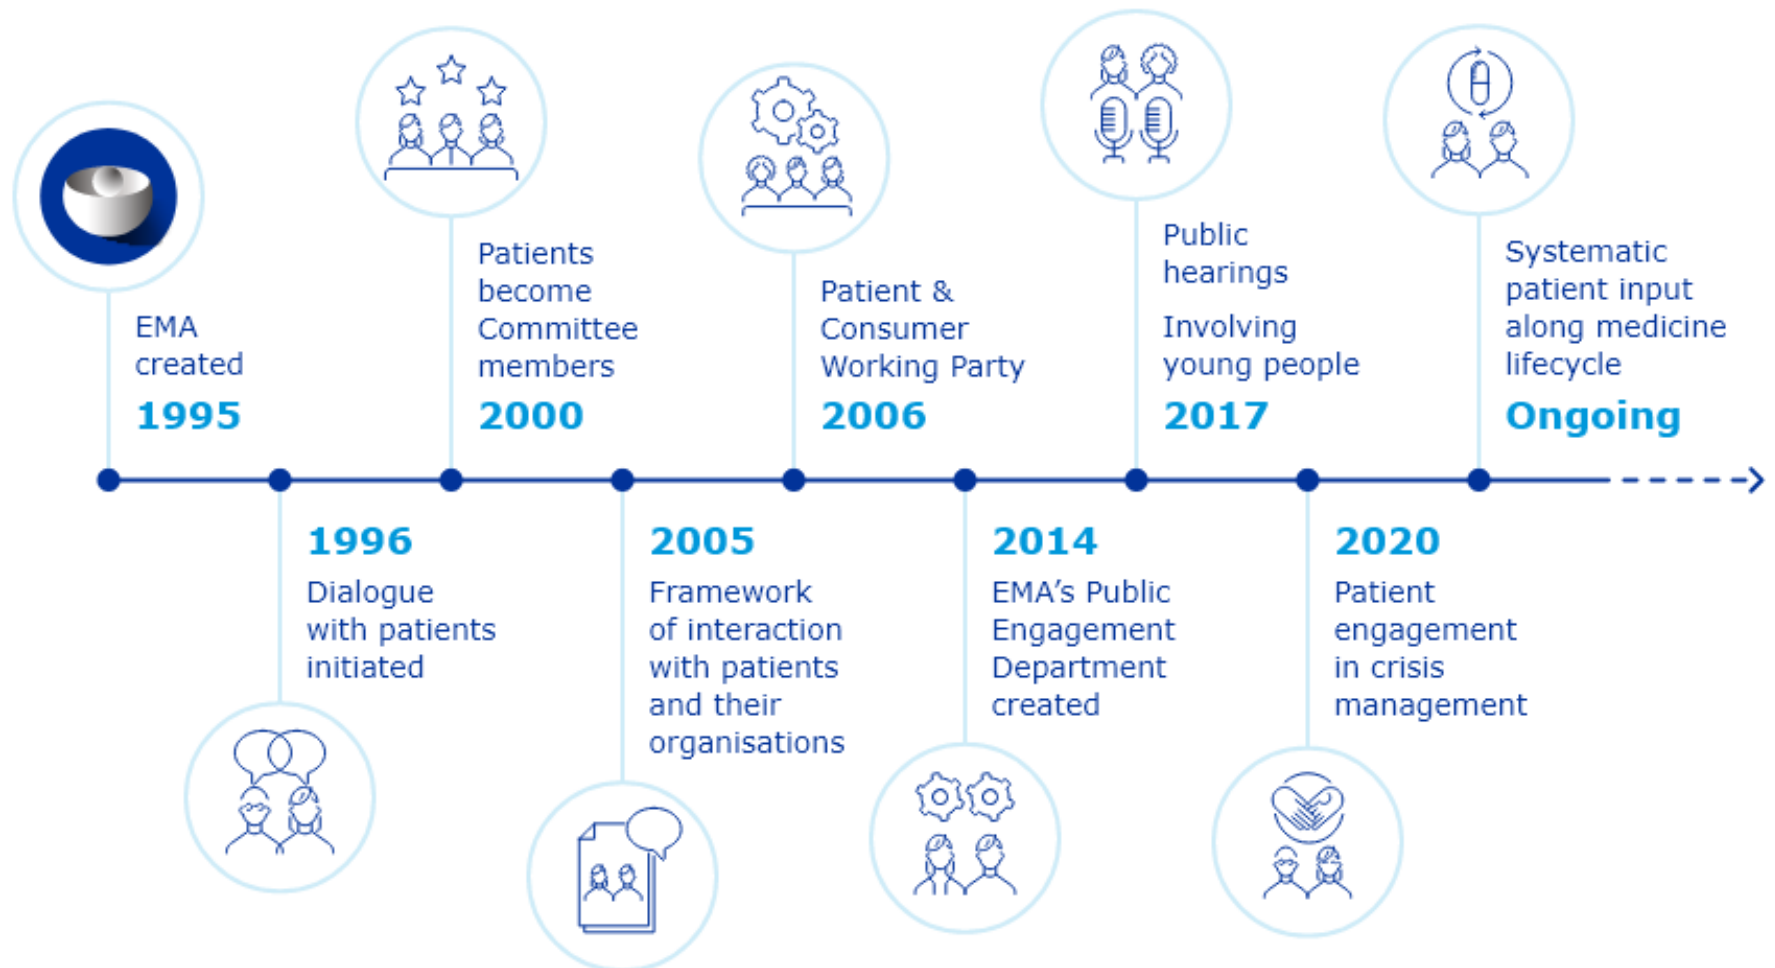 EMA
created
1995
1996
Dialogue
with patients
initiated
Patients
become
Committee
members
2000
2005
Framework
of interaction
with patients
and their
organisations
Patient &
Consumer
Working Party
2006
2014
EMA’s Public
Engagement
Department
created
Public
hearings
Involving
young people
2017
2020
Patient
engagement
in crisis
management
Systematic
patient input
along medicine
lifecycle
Ongoing